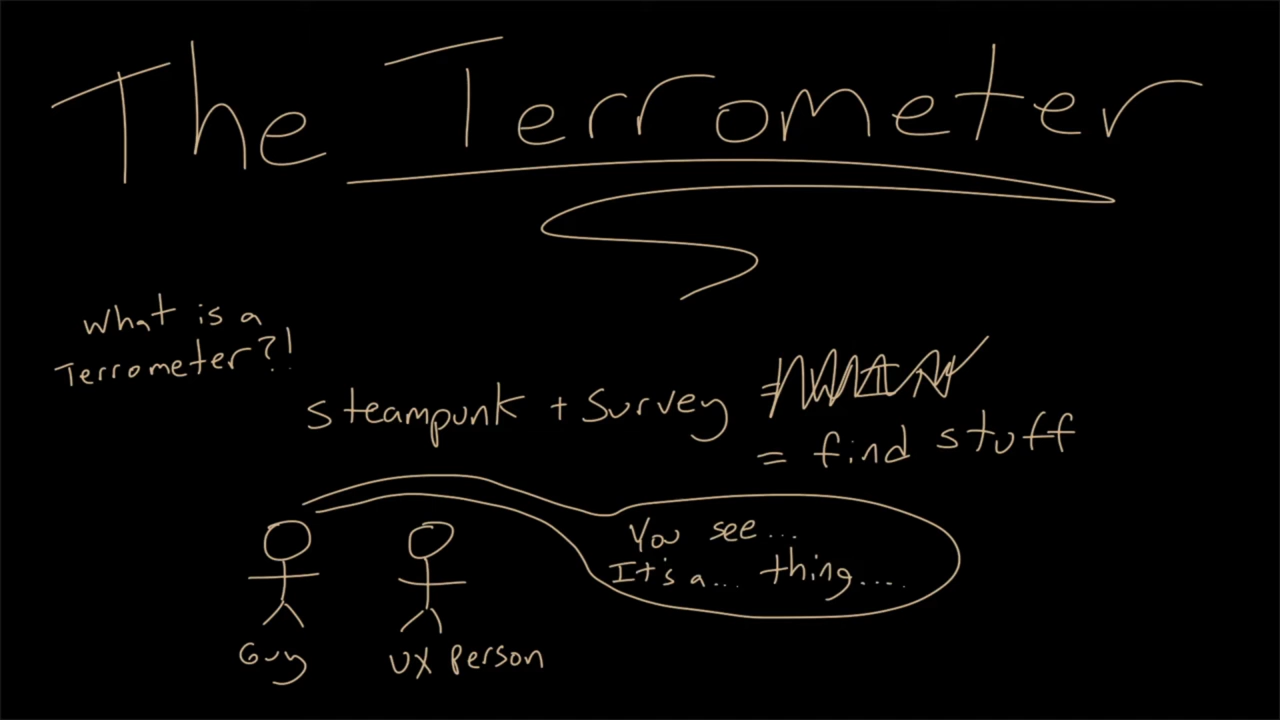 The Terrometer
What is a
Terrometer?!
steampunk + survey
= find stuff
You see...
It's a... thing....
Guy
UX Person